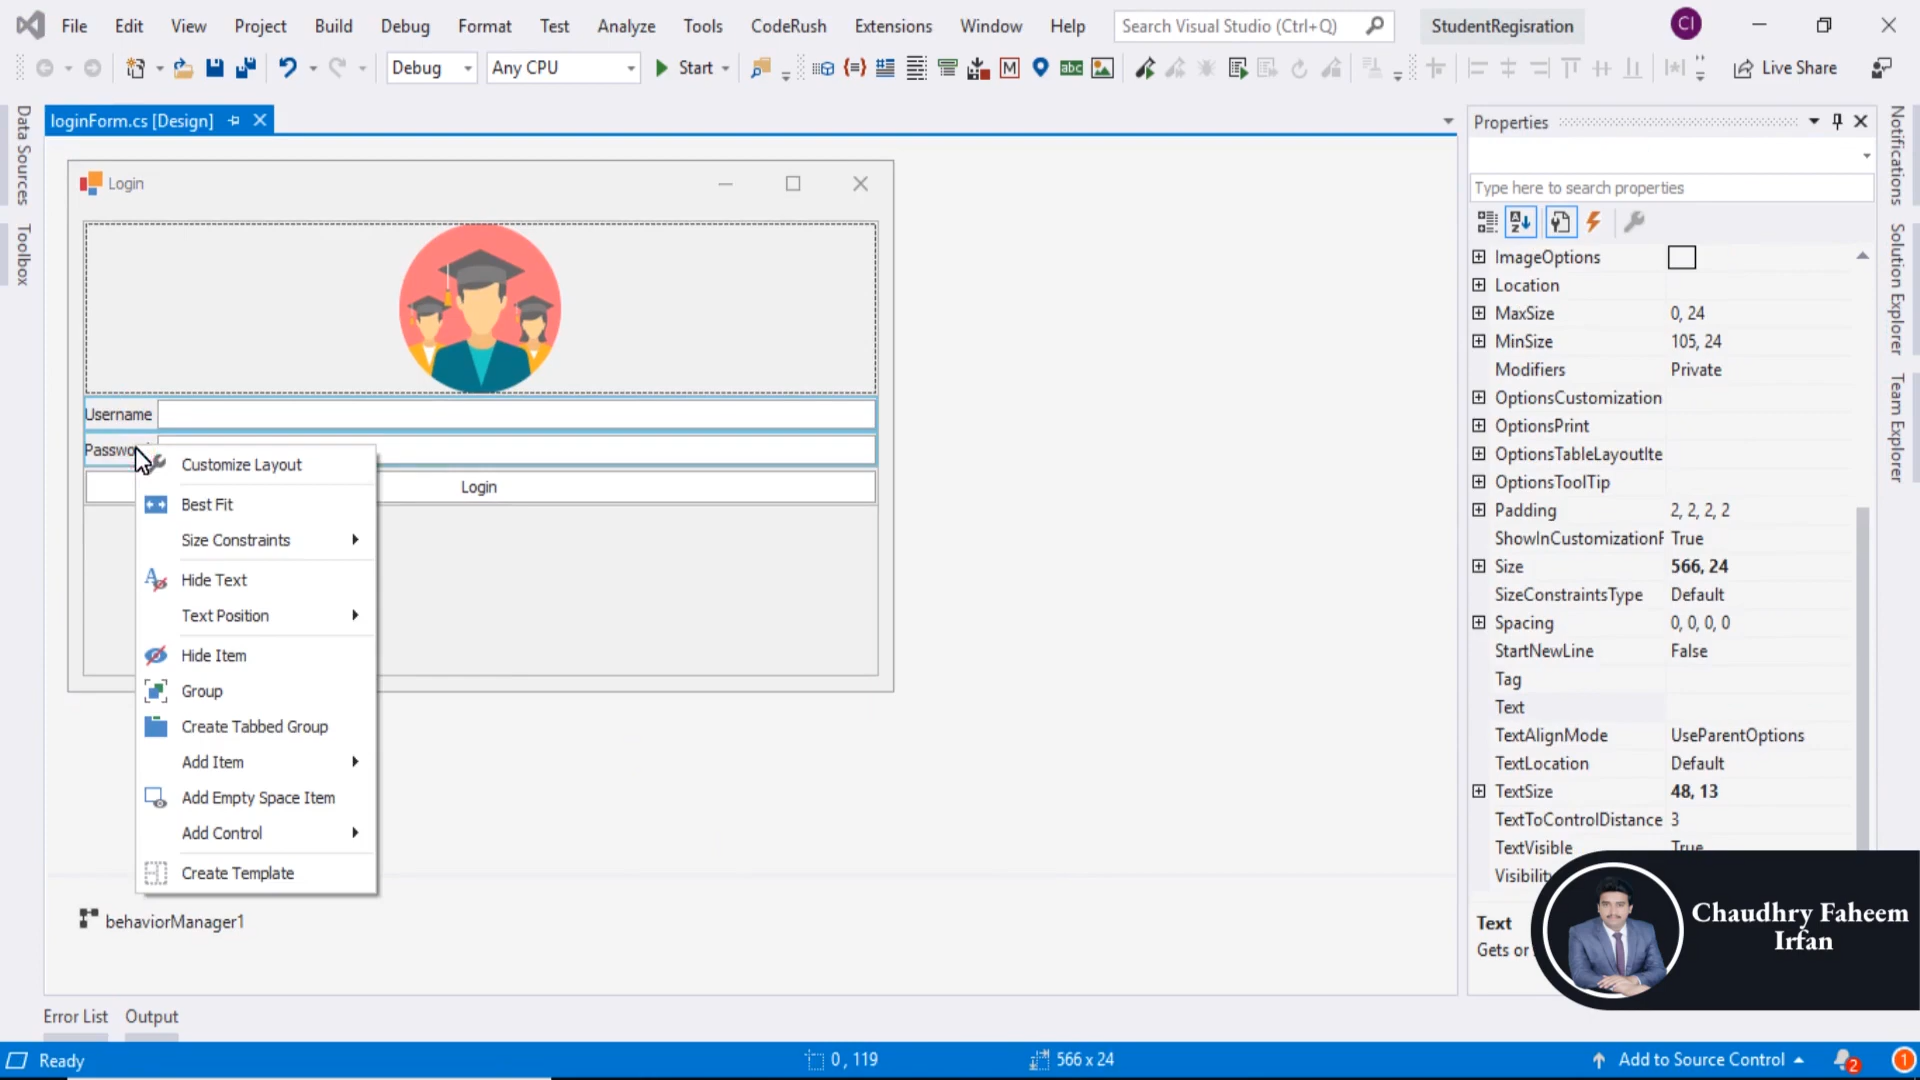 File Edit View Project Build Debug Format Test Analyze Tools CodeRush Extensions Window Help Search Visual Studio (Ctrl+Q) StudentRegisration CI
Debug Any CPU Start Live Share
Data Sources
Toolbox
loginForm.cs [Design]
Login
Username
Login
Customize Layout
Best Fit
Size Constraints
Hide Text
Text Position
Hide Item
Group
Create Tabbed Group
Add Item
Add Empty Space Item
Add Control
Create Template
behaviorManager1
Properties
Type here to search properties
ImageOptions
Location
MaxSize 0, 24
MinSize 105, 24
Modifiers Private
OptionsCustomization
OptionsPrint
OptionsTableLayoutIte
OptionsToolTip
Padding 2, 2, 2, 2
ShowInCustomizationF True
Size 566, 24
SizeConstraintsType Default
Spacing 0, 0, 0, 0
StartNewLine False
Tag
Text
TextAlignMode UseParentOptions
TextLocation Default
TextSize 48, 13
TextToControlDistance 3
TextVisible True
Visibilit
Text
Gets or
Chaudhry Faheem
Irfan
Notifications
Solution Explorer
Team Explorer
Error List Output
Ready 0 , 119 566 x 24 Add to Source Control 2 1